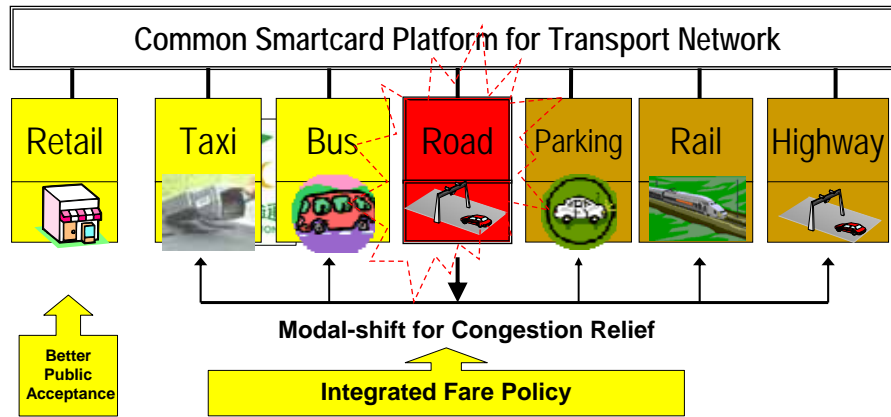 Common Smartcard Platform for Transport Network
Retail
Taxi
Bus
Road
Parking
Rail
Highway
Modal-shift for Congestion Relief
Better
Public
Acceptance
Integrated Fare Policy